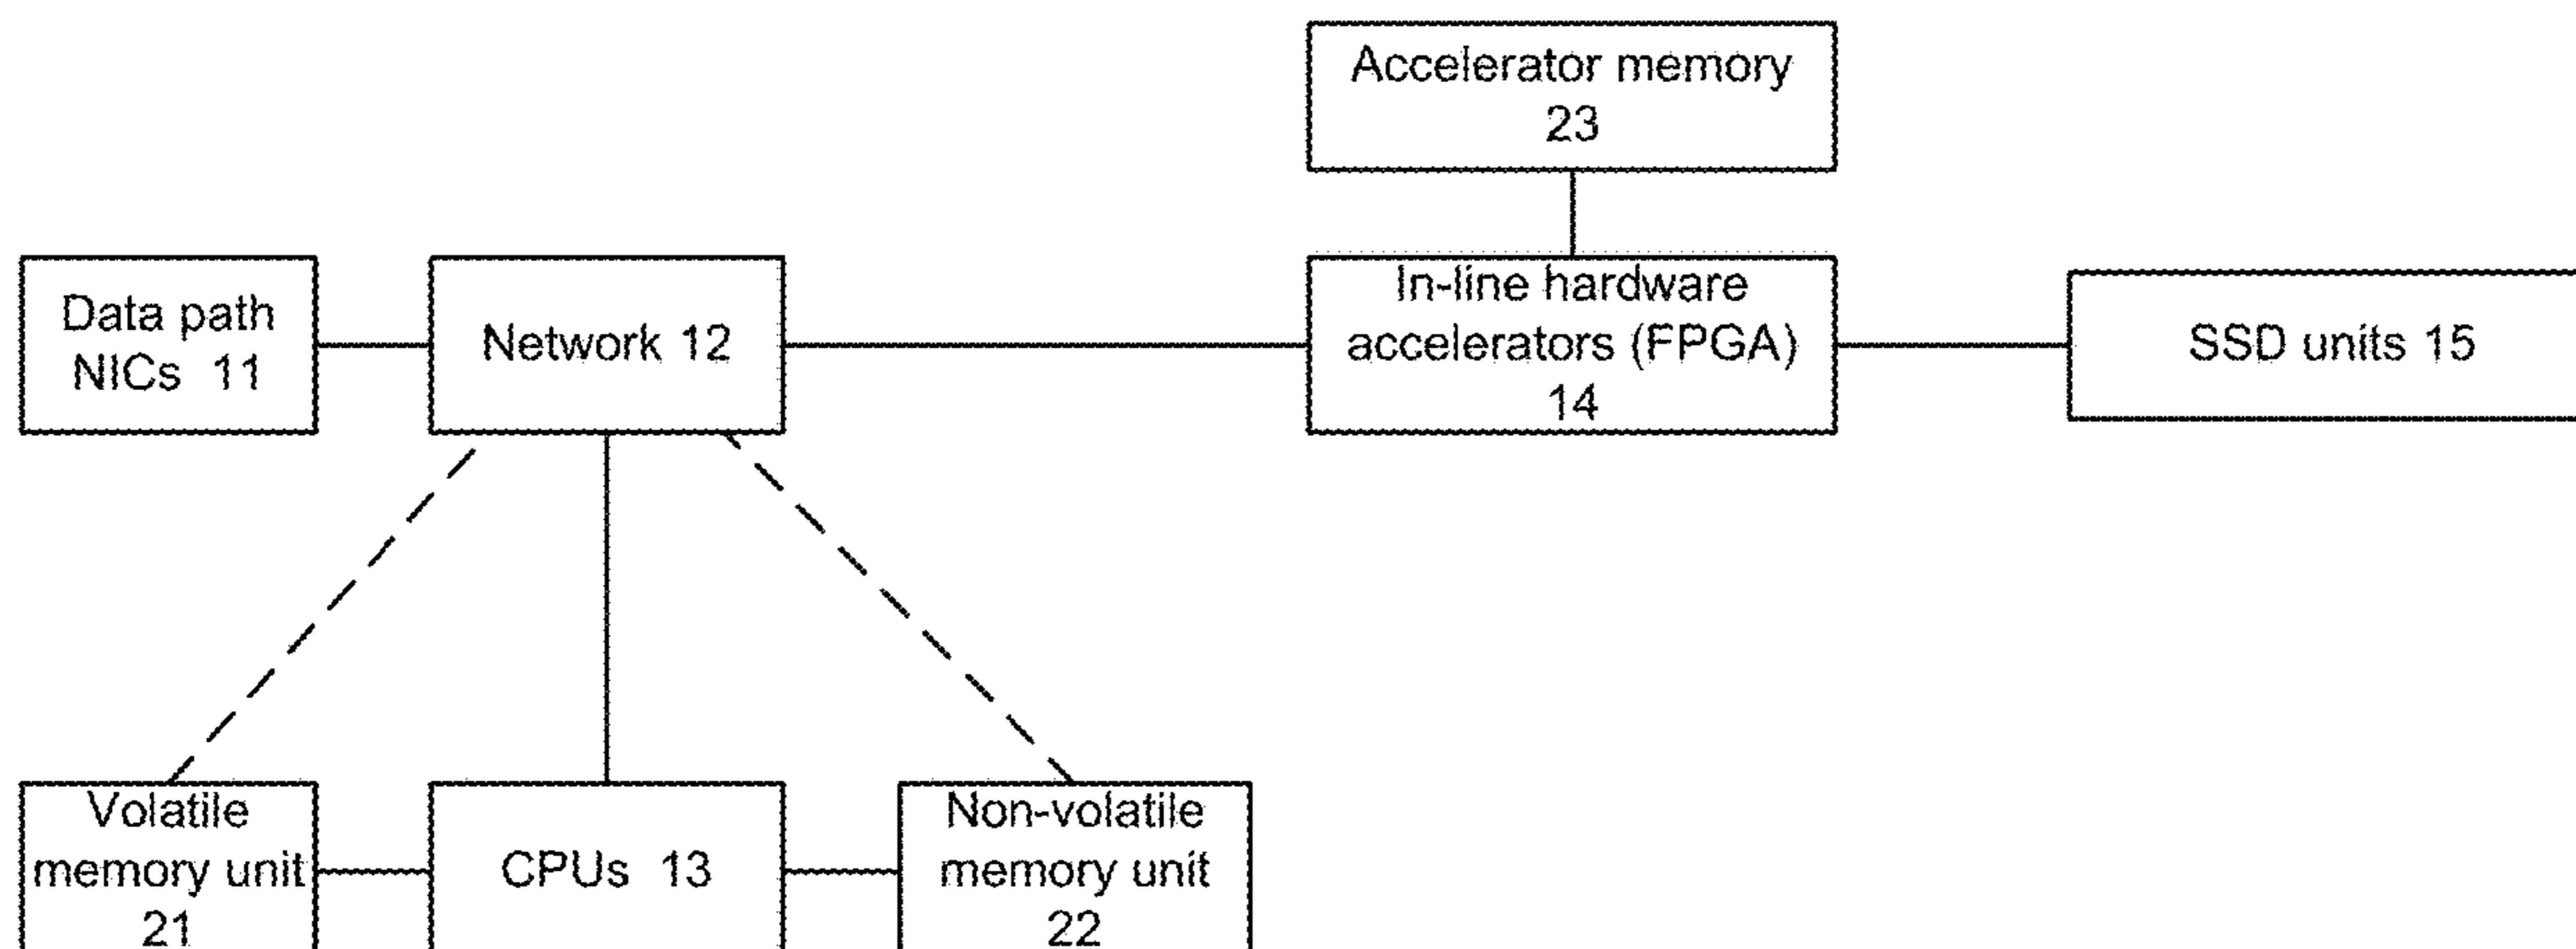 Accelerator memory
23
Data path
NICs 11
Network 12
In-line hardware
accelerators (FPGA)
14
SSD units 15
Volatile
memory unit
21
CPUs 13
Non-volatile
memory unit
22